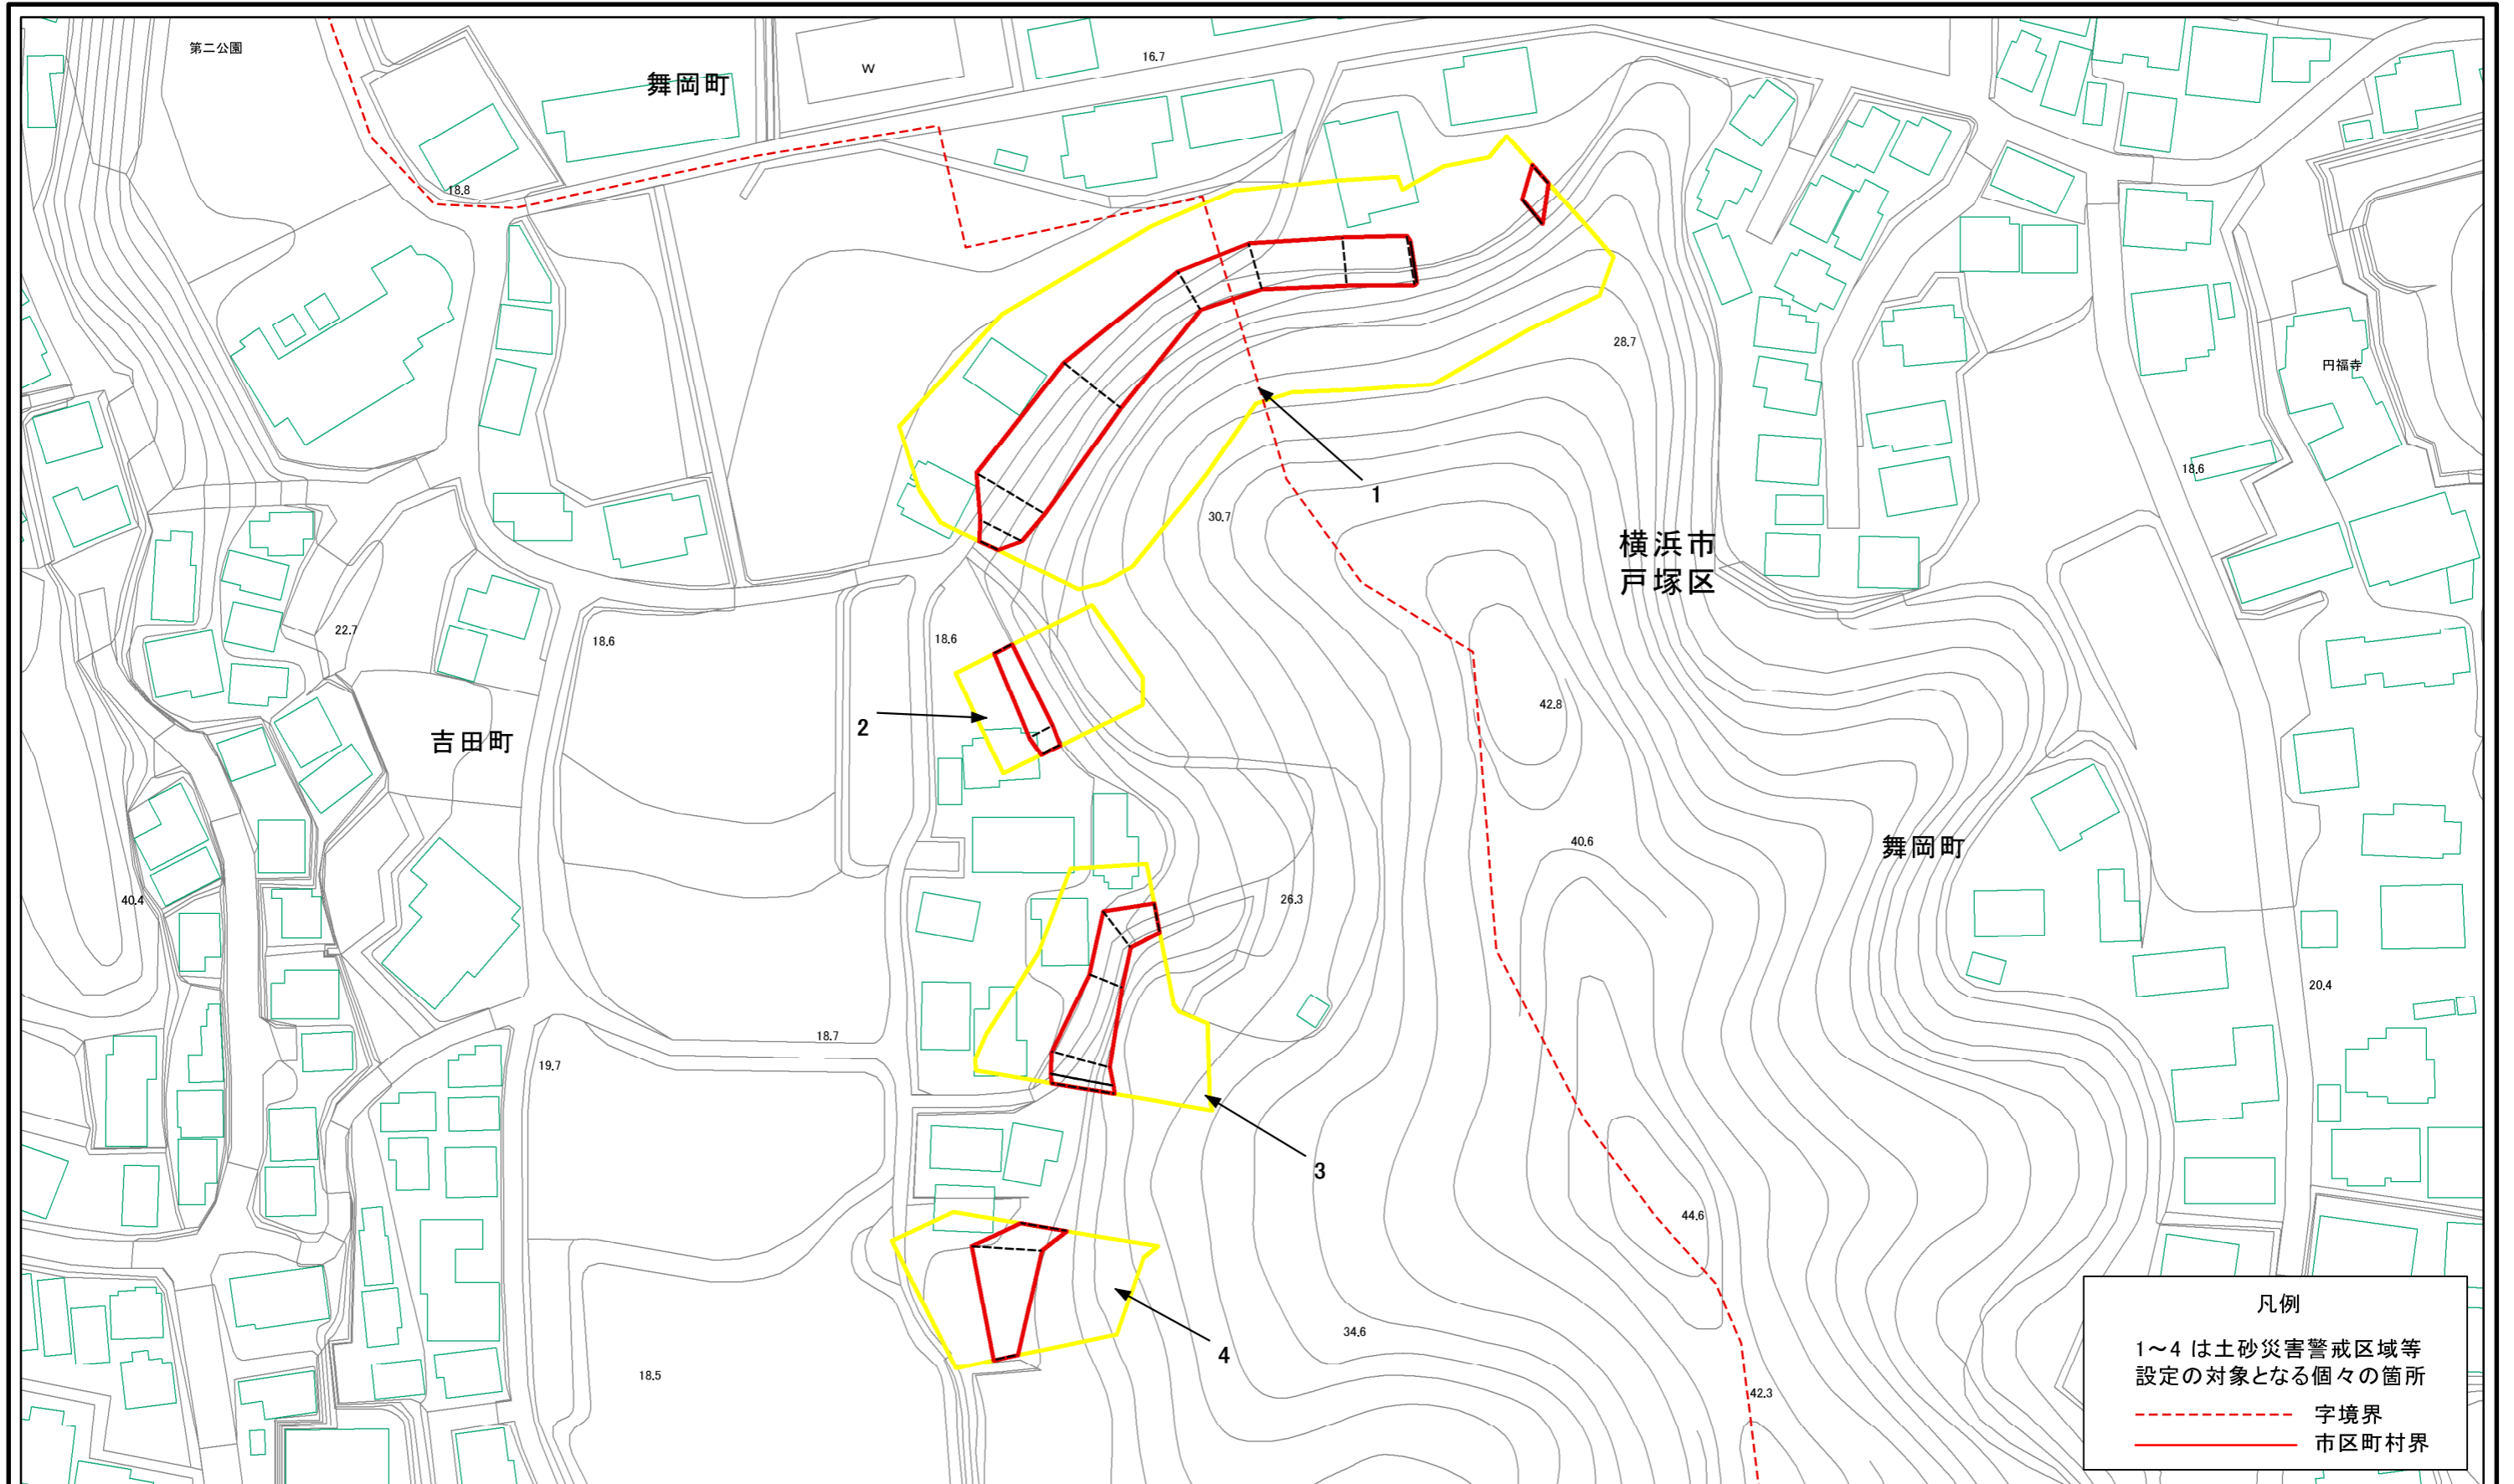 第二公園
舞岡町
W
16.7
18.8
28.7
円福寺
18.6
1
30.7
横浜市
戸塚区
22.7
18.6
18.6
42.8
2
吉田町
40.6
舞岡町
40.4
26.3
20.4
18.7
19.7
3
44.6
34.6
4
18.5
42.3
凡例
1～4 は土砂災害警戒区域等
設定の対象となる個々の箇所
字境界
市区町村界